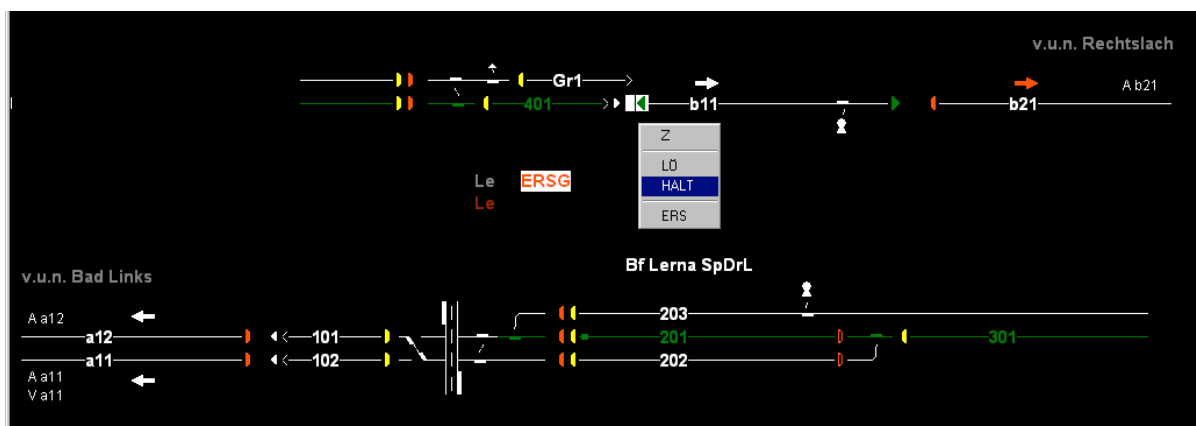 v.u.n. Rechtslach
Gr1
A b21
401 b11 b21
Z
LÖ
HALT
ERS
Le ERSG
Le
Bf Lerna SpDrL
v.u.n. Bad Links
A a12
203
a12 101 201 301
a11 102 202
A a11
V a11